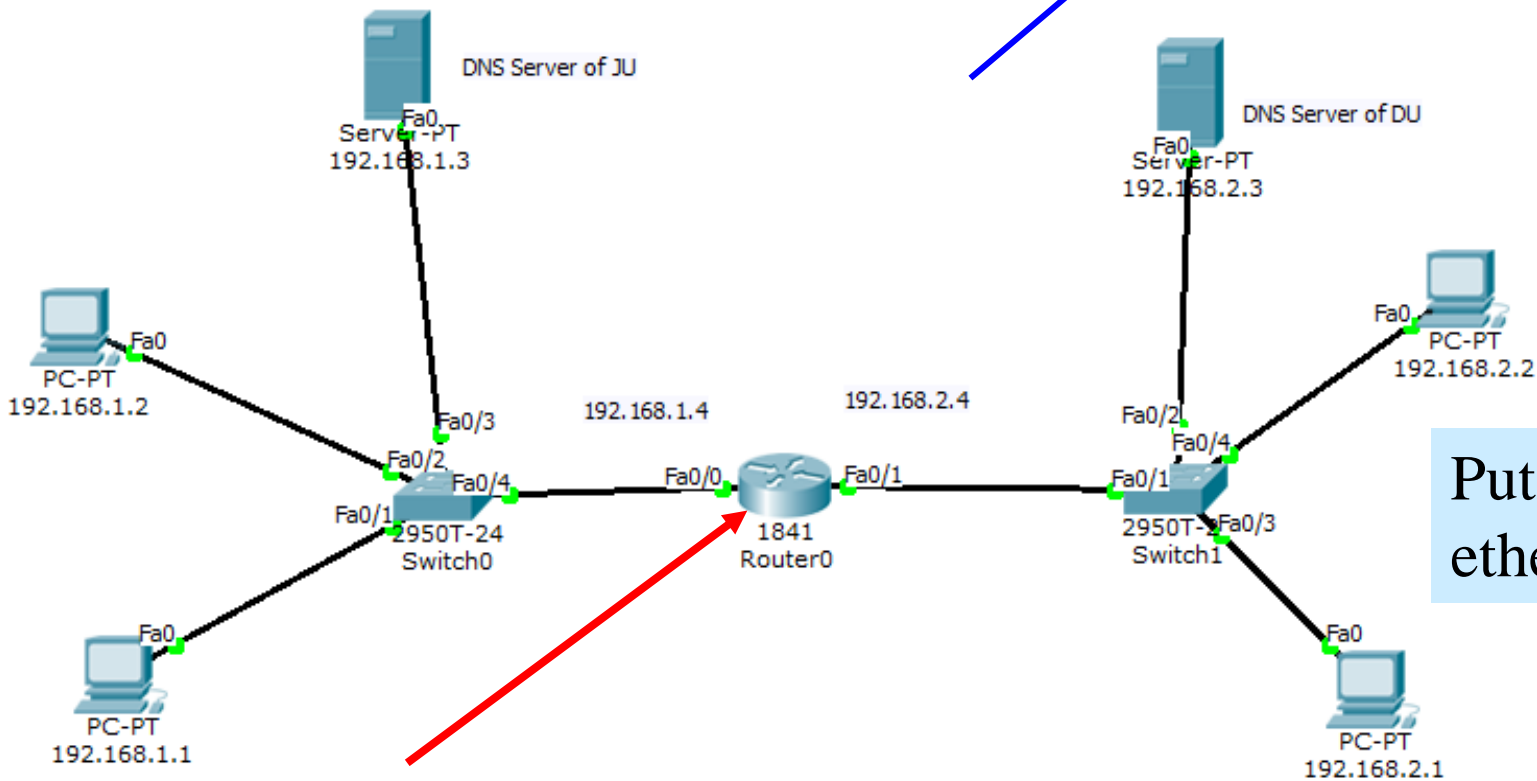 DNS Server of JU
Fa0
Server-PT
192.168.1.3
DNS Server of DU
Fa0
Server-PT
192.168.2.3
Fa0
PC-PT
192.168.1.2
Fa0
PC-PT
192.168.2.2
Fa0/3
192.168.1.4
192.168.2.4
Fa0/2
Fa0/4
Fa0/2
Fa0/4
Fa0/0
Fa0/1
Fa0/1
Fa0/1
2950T-24
Switch0
1841
Router0
Fa0/3
Switch1
Put
Fa0
PC-PT
192.168.1.1
Fa0
PC-PT
192.168.2.1